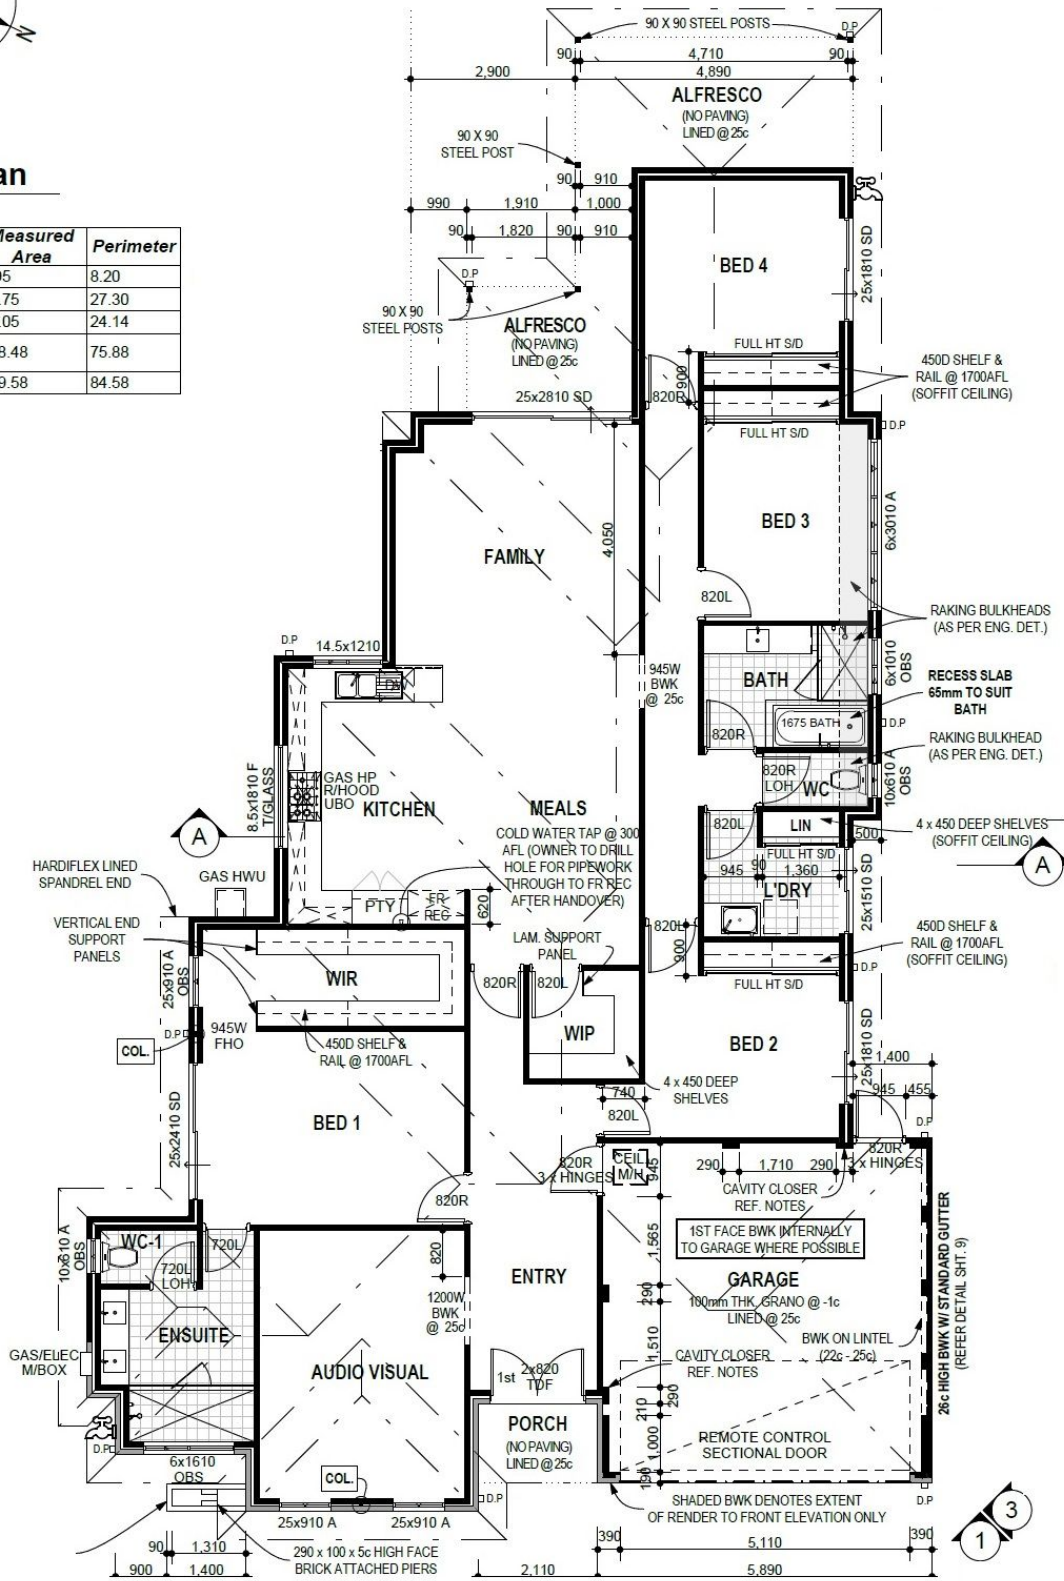 N
90 X 90 STEEL POSTS
D.P
90
4,710
90
2,900
4,890
ALFRESCO
(NO PAVING)
LINED @ 25c
90 X 90
STEEL POST
an
90
910
990
1,910
1,000
90
1,820
90
910
Measured
Area
Perimeter
05
8.20
.75
27.30
.05
24.14
8.48
75.88
9.58
84.58
BED 4
25x1810 SD
D.P
90 X 90
STEEL POSTS
ALFRESCO
(NO PAVING)
LINED @ 25c
25x2810 SD
FULL HT S/D
900
820R
450D SHELF &
RAIL @ 1700AFL
(SOFFIT CEILING)
FULL HT S/D
D.P
BED 3
6x3010 A
FAMILY
4,050
820L
RAKING BULKHEADS
(AS PER ENG. DET.)
D.P
14.5x1210
DW
945W
BWK
@ 25c
BATH
6x1010
OBS
RECESS SLAB
65mm TO SUIT
BATH
1675 BATH
D.P
820R
RAKING BULKHEAD
(AS PER ENG. DET.)
8.5x1810 F
T/GLASS
GAS HP
R/HOOD
UBO
KITCHEN
MEALS
820R
LOH.
WC
10x610 A
OBS
A
COLD WATER TAP @ 300
AFL (OWNER TO DRILL
HOLE FOR PIPEWORK
THROUGH TO FR REC
AFTER HANDOVER)
820L
LIN
4 x 450 DEEP SHELVES
(SOFFIT CEILING)
500
A
FULL HT S/D
945
90
1,360
L'DRY
25x1510 SD
HARDIFLEX LINED
SPANDREL END
GAS HWU
PTY
FR
REC
620
VERTICAL END
SUPPORT
PANELS
LAM. SUPPORT
PANEL
820L
900
450D SHELF &
RAIL @ 1700AFL
(SOFFIT CEILING)
D.P
FULL HT S/D
25x910 A
OBS
WIR
820R
820L
D.P
945W
FHO
COL.
450D SHELF &
RAIL @ 1700AFL
WIP
BED 2
25x1810 SD
1,400
945
455
4 x 450 DEEP
SHELVES
740
820L
D.P
25x2410 SD
BED 1
820R
3 x HINGES
820R
3 x HINGES
CEIL
M/H
945
290
1,710
290
CAVITY CLOSER
REF. NOTES
820R
1ST FACE BWK INTERNALLY
TO GARAGE WHERE POSSIBLE
1,565
10x610 A
OBS
WC-1
720L
720L
LOH
820
1200W
BWK
@ 25c
ENTRY
GARAGE
100mm THK. GRANO @ -1c
LINED @ 25c
290
26c HIGH BWK W/ STANDARD GUTTER
(REFER DETAIL SHT. 9)
ENSUITE
GAS/ELEC
M/BOX
BWK ON LINTEL
(22c - 25c)
1,510
CAVITY CLOSER
REF. NOTES
AUDIO VISUAL
1st
2x820
TDF
290
210
PORCH
(NO PAVING)
LINED @ 25c
D.P
REMOTE CONTROL
SECTIONAL DOOR
1,000
6x1610
OBS
COL.
190
D.P
D.P
SHADED BWK DENOTES EXTENT
OF RENDER TO FRONT ELEVATION ONLY
25x910 A
25x910 A
3
1
90
1,310
290 x 100 x 5c HIGH FACE
BRICK ATTACHED PIERS
390
5,110
390
900
1,400
2,110
5,890